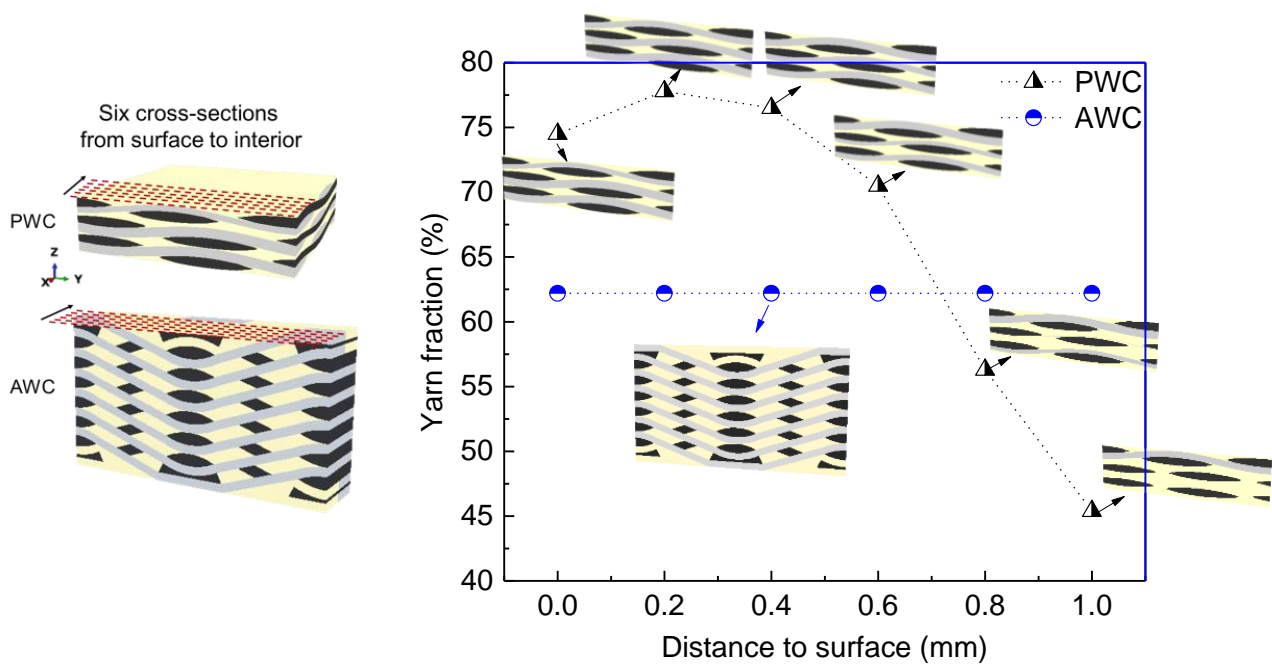 Six cross-sections
from surface to interior
PWC
Z
X
Y
AWC
Yarn fraction (%)
80
75
70
65
60
55
50
45
40
PWC
AWC
0.0
0.2
0.4
0.6
0.8
1.0
Distance to surface (mm)